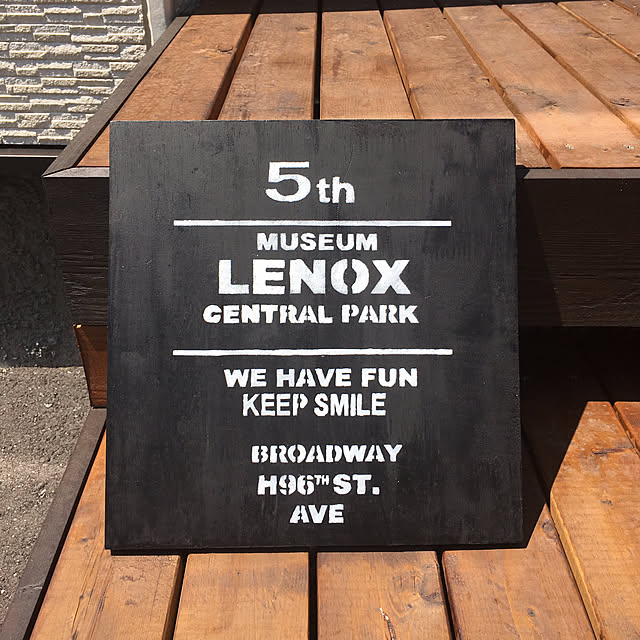 5th
MUSEUM
LENOX
CENTRAL PARK
WE HAVE FUN
KEEP SMILE
BROADWAY
H96TH ST.
AVE